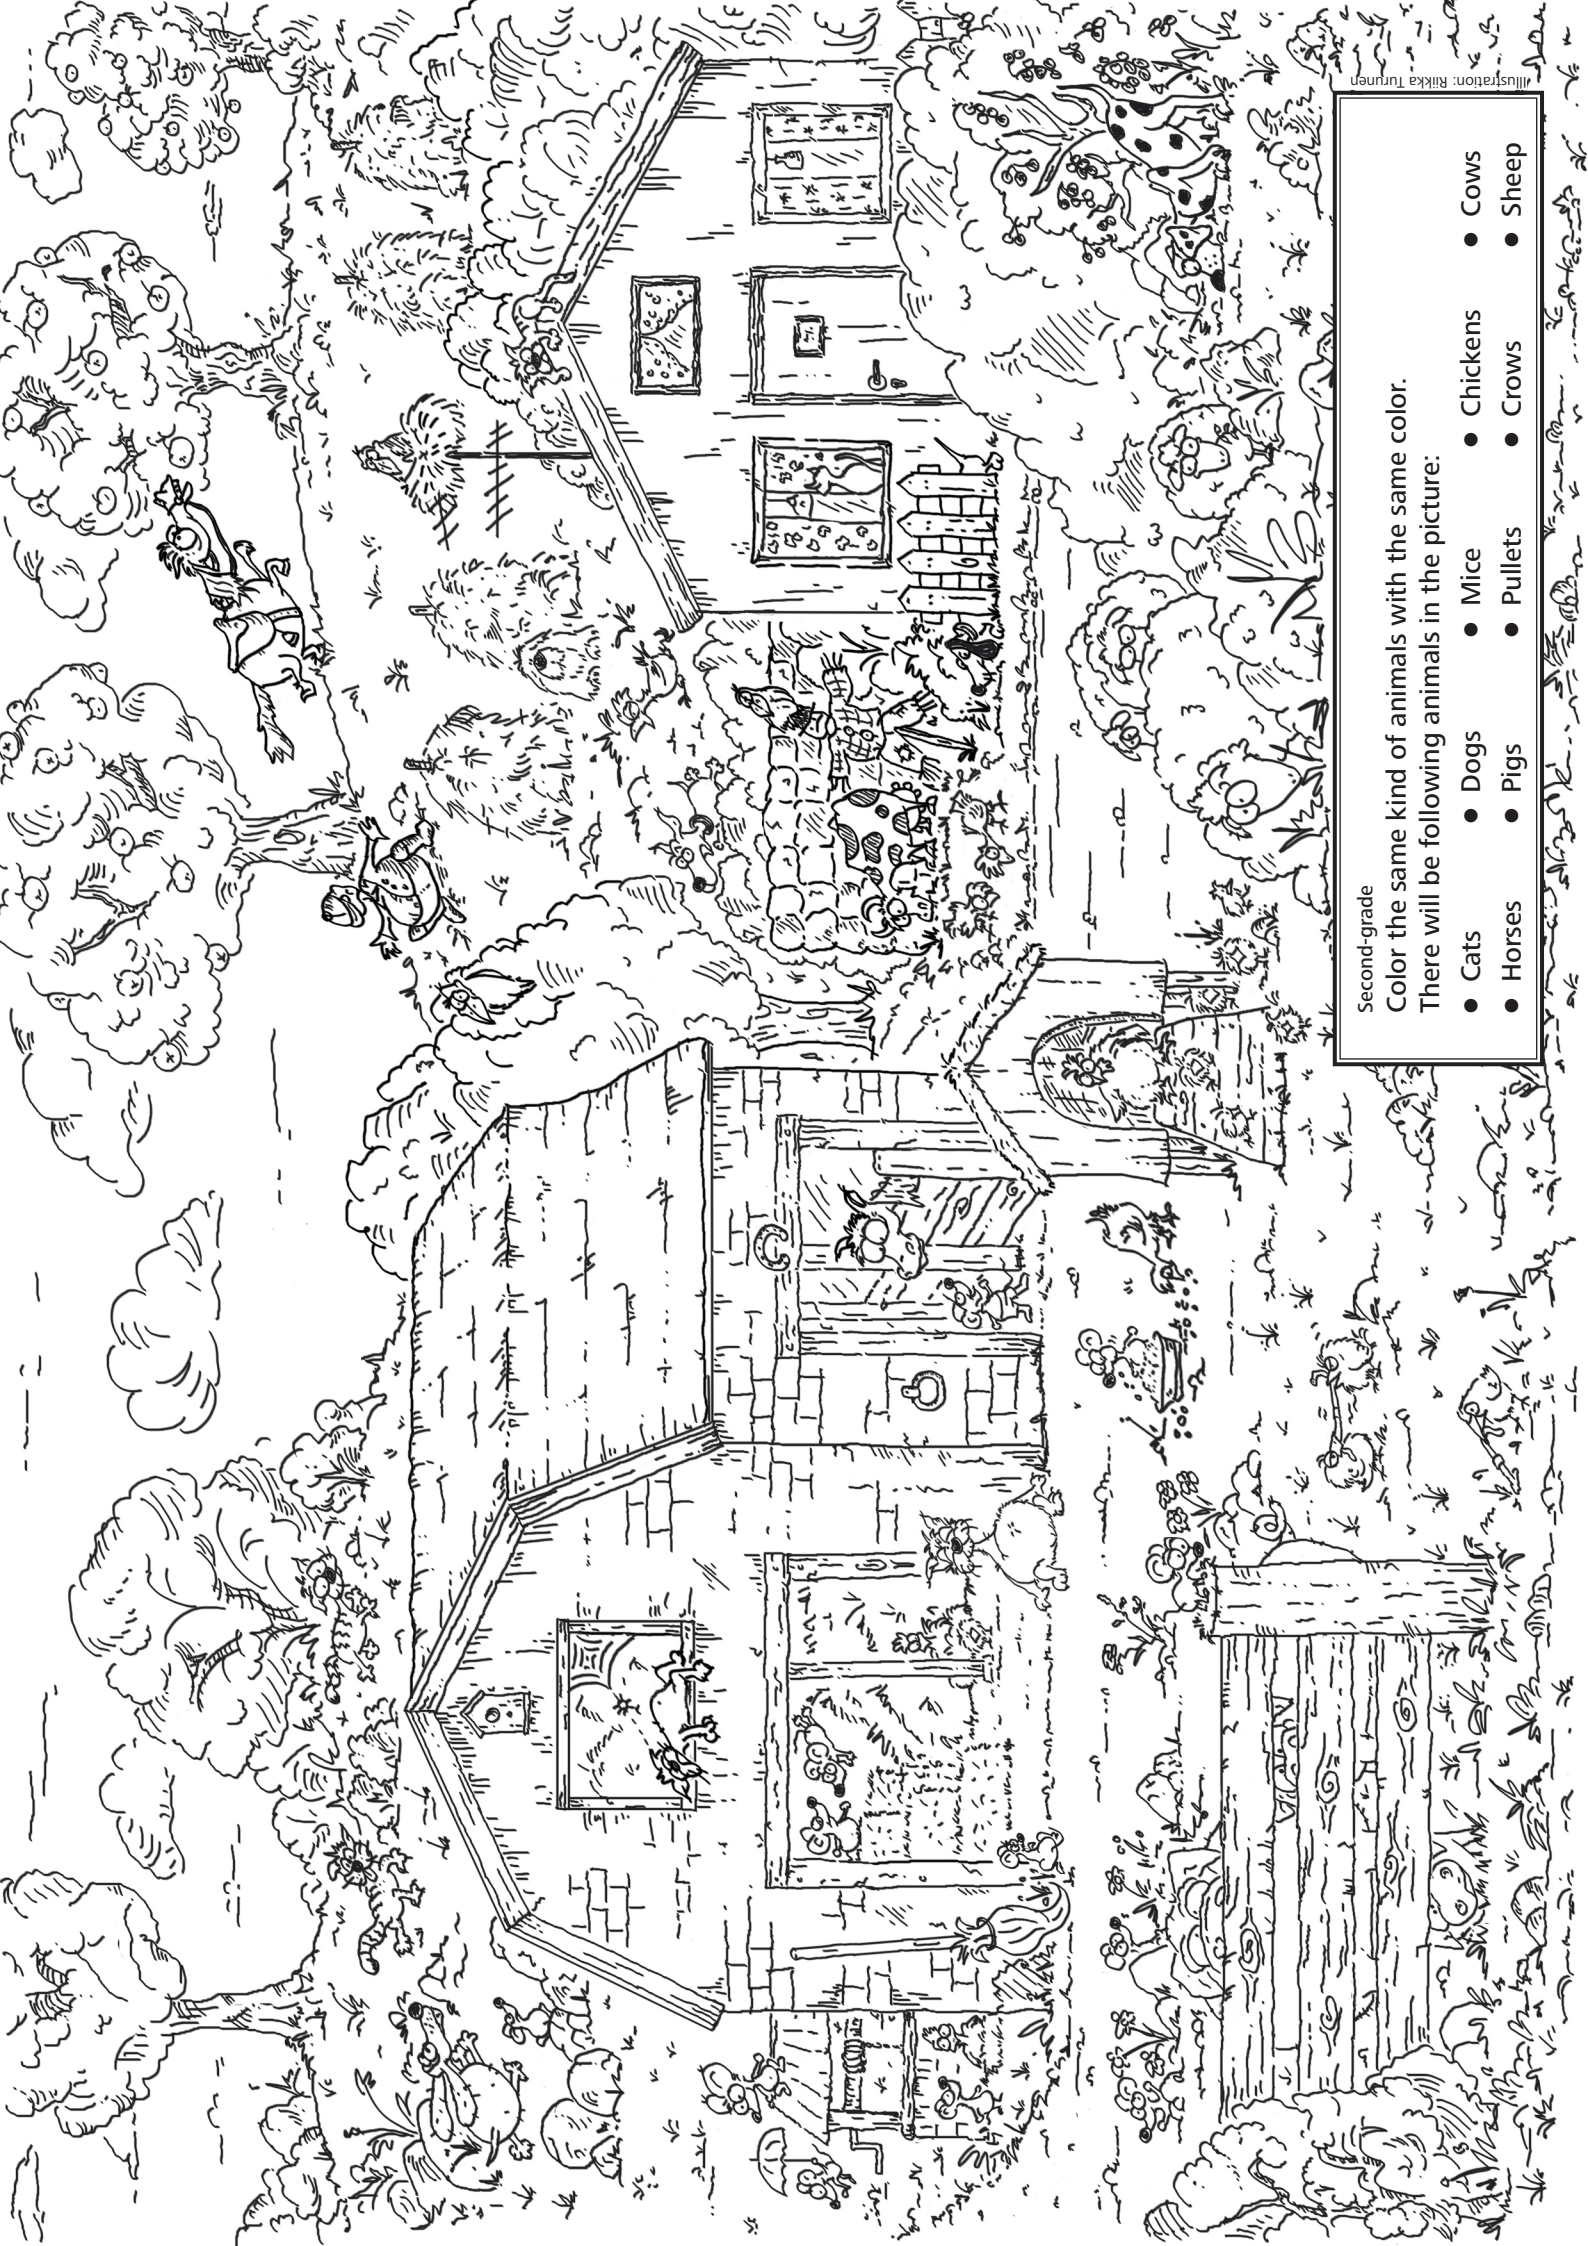 Second-grade
Color the same kind of animals with the same color.
There will be following animals in the picture:
● Cats ● Dogs ● Mice ● Chickens ● Cows
● Horses ● Pigs ● Pullets ● Crows ● Sheep
Illustration: Riikka Turunen